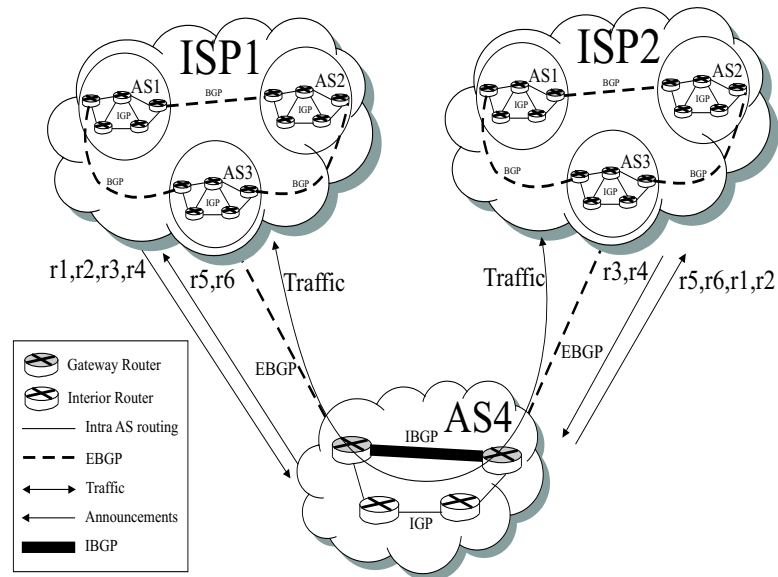 ISP1
AS1
AS2
BGP
IGP
IGP
BGP
AS3
BGP
IGP
ISP2
AS1
AS2
BGP
IGP
IGP
BGP
AS3
BGP
IGP
r1,r2,r3,r4
r5,r6
Traffic
Traffic
r3,r4
r5,r6,r1,r2
EBGP
EBGP
AS4
IBGP
IGP
Gateway Router
Interior Router
Intra AS routing
EBGP
Traffic
Announcements
IBGP